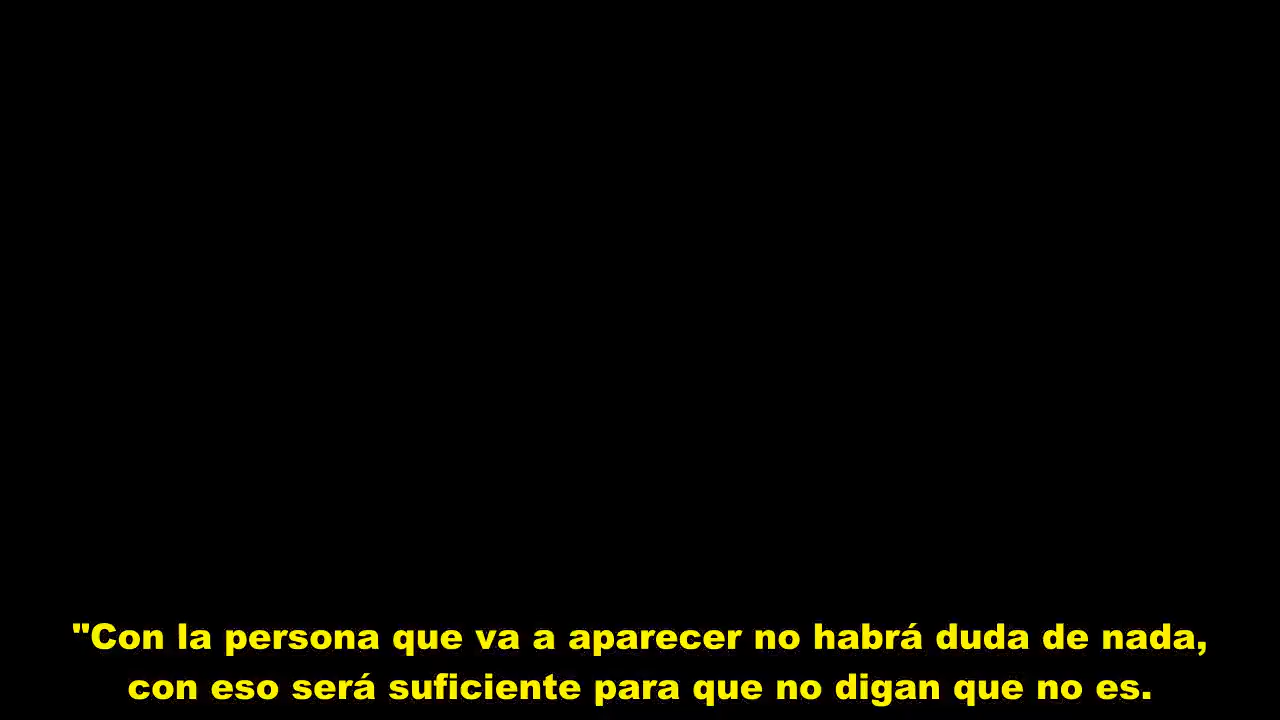 "Con la persona que va a aparecer no habrá duda de nada,
con eso será suficiente para que no digan que no es.